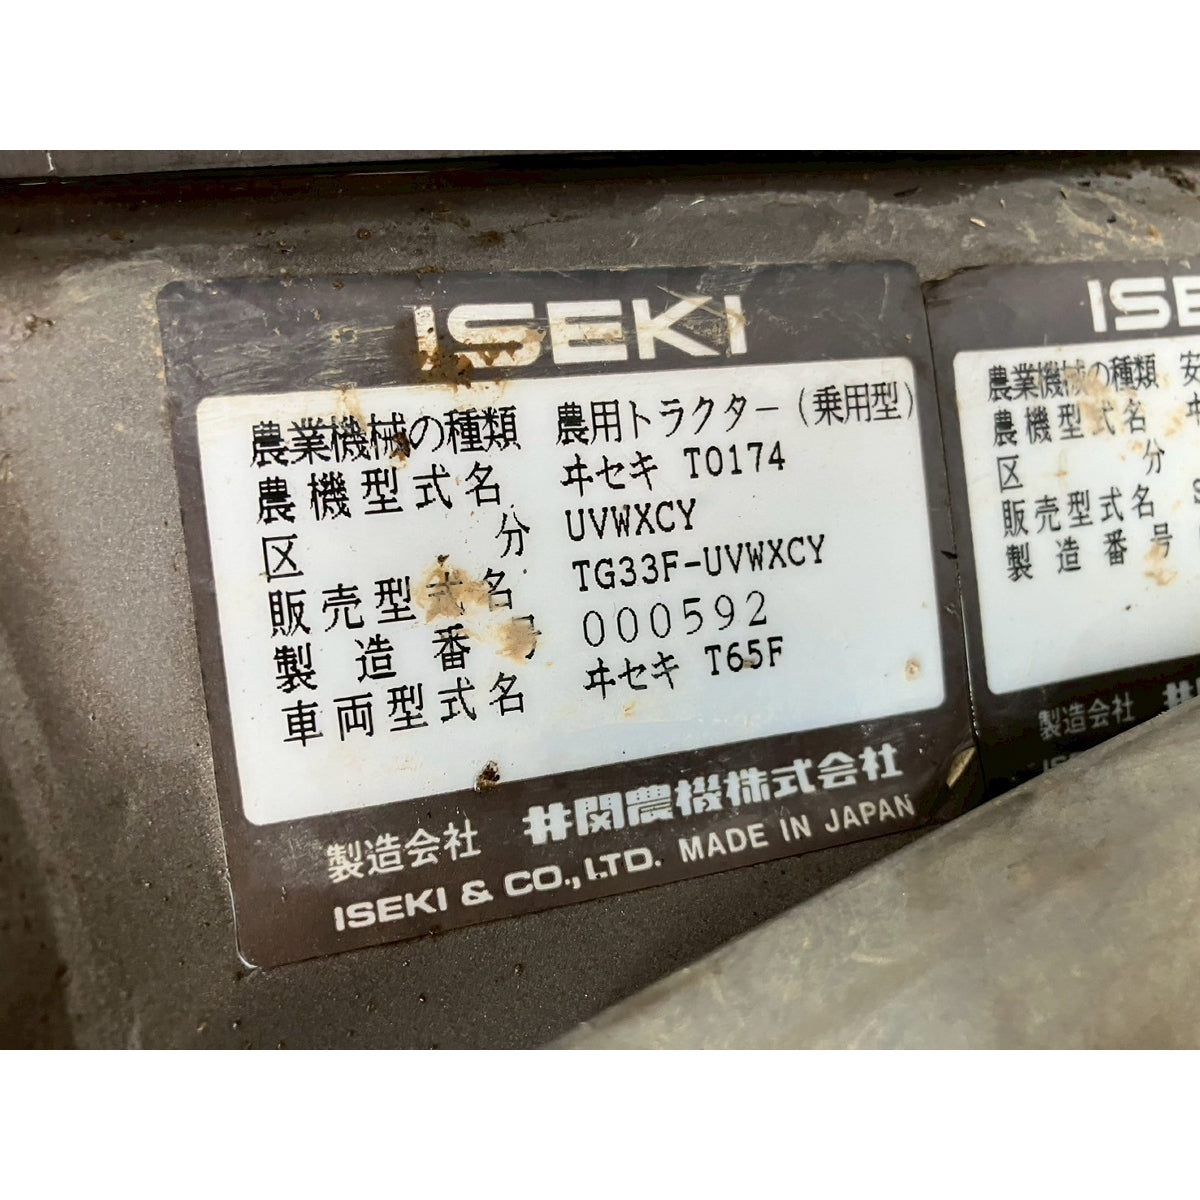 ISEKI
農業機械の種類 農用トラクター(乗用型)
農機型式名 ヰセキ T0174
区分 UVWXCY
販売型式名 TG33F-UVWXCY
製造番号 000592
車両型式名 ヰセキ T65F
製造会社 井関農機株式会社
ISEKI & CO.,LTD. MADE IN JAPAN
ISE
農業機械の種類 安
農機型式名 ヰ
区分
販売型式名 S
製造番号
製造会社 井